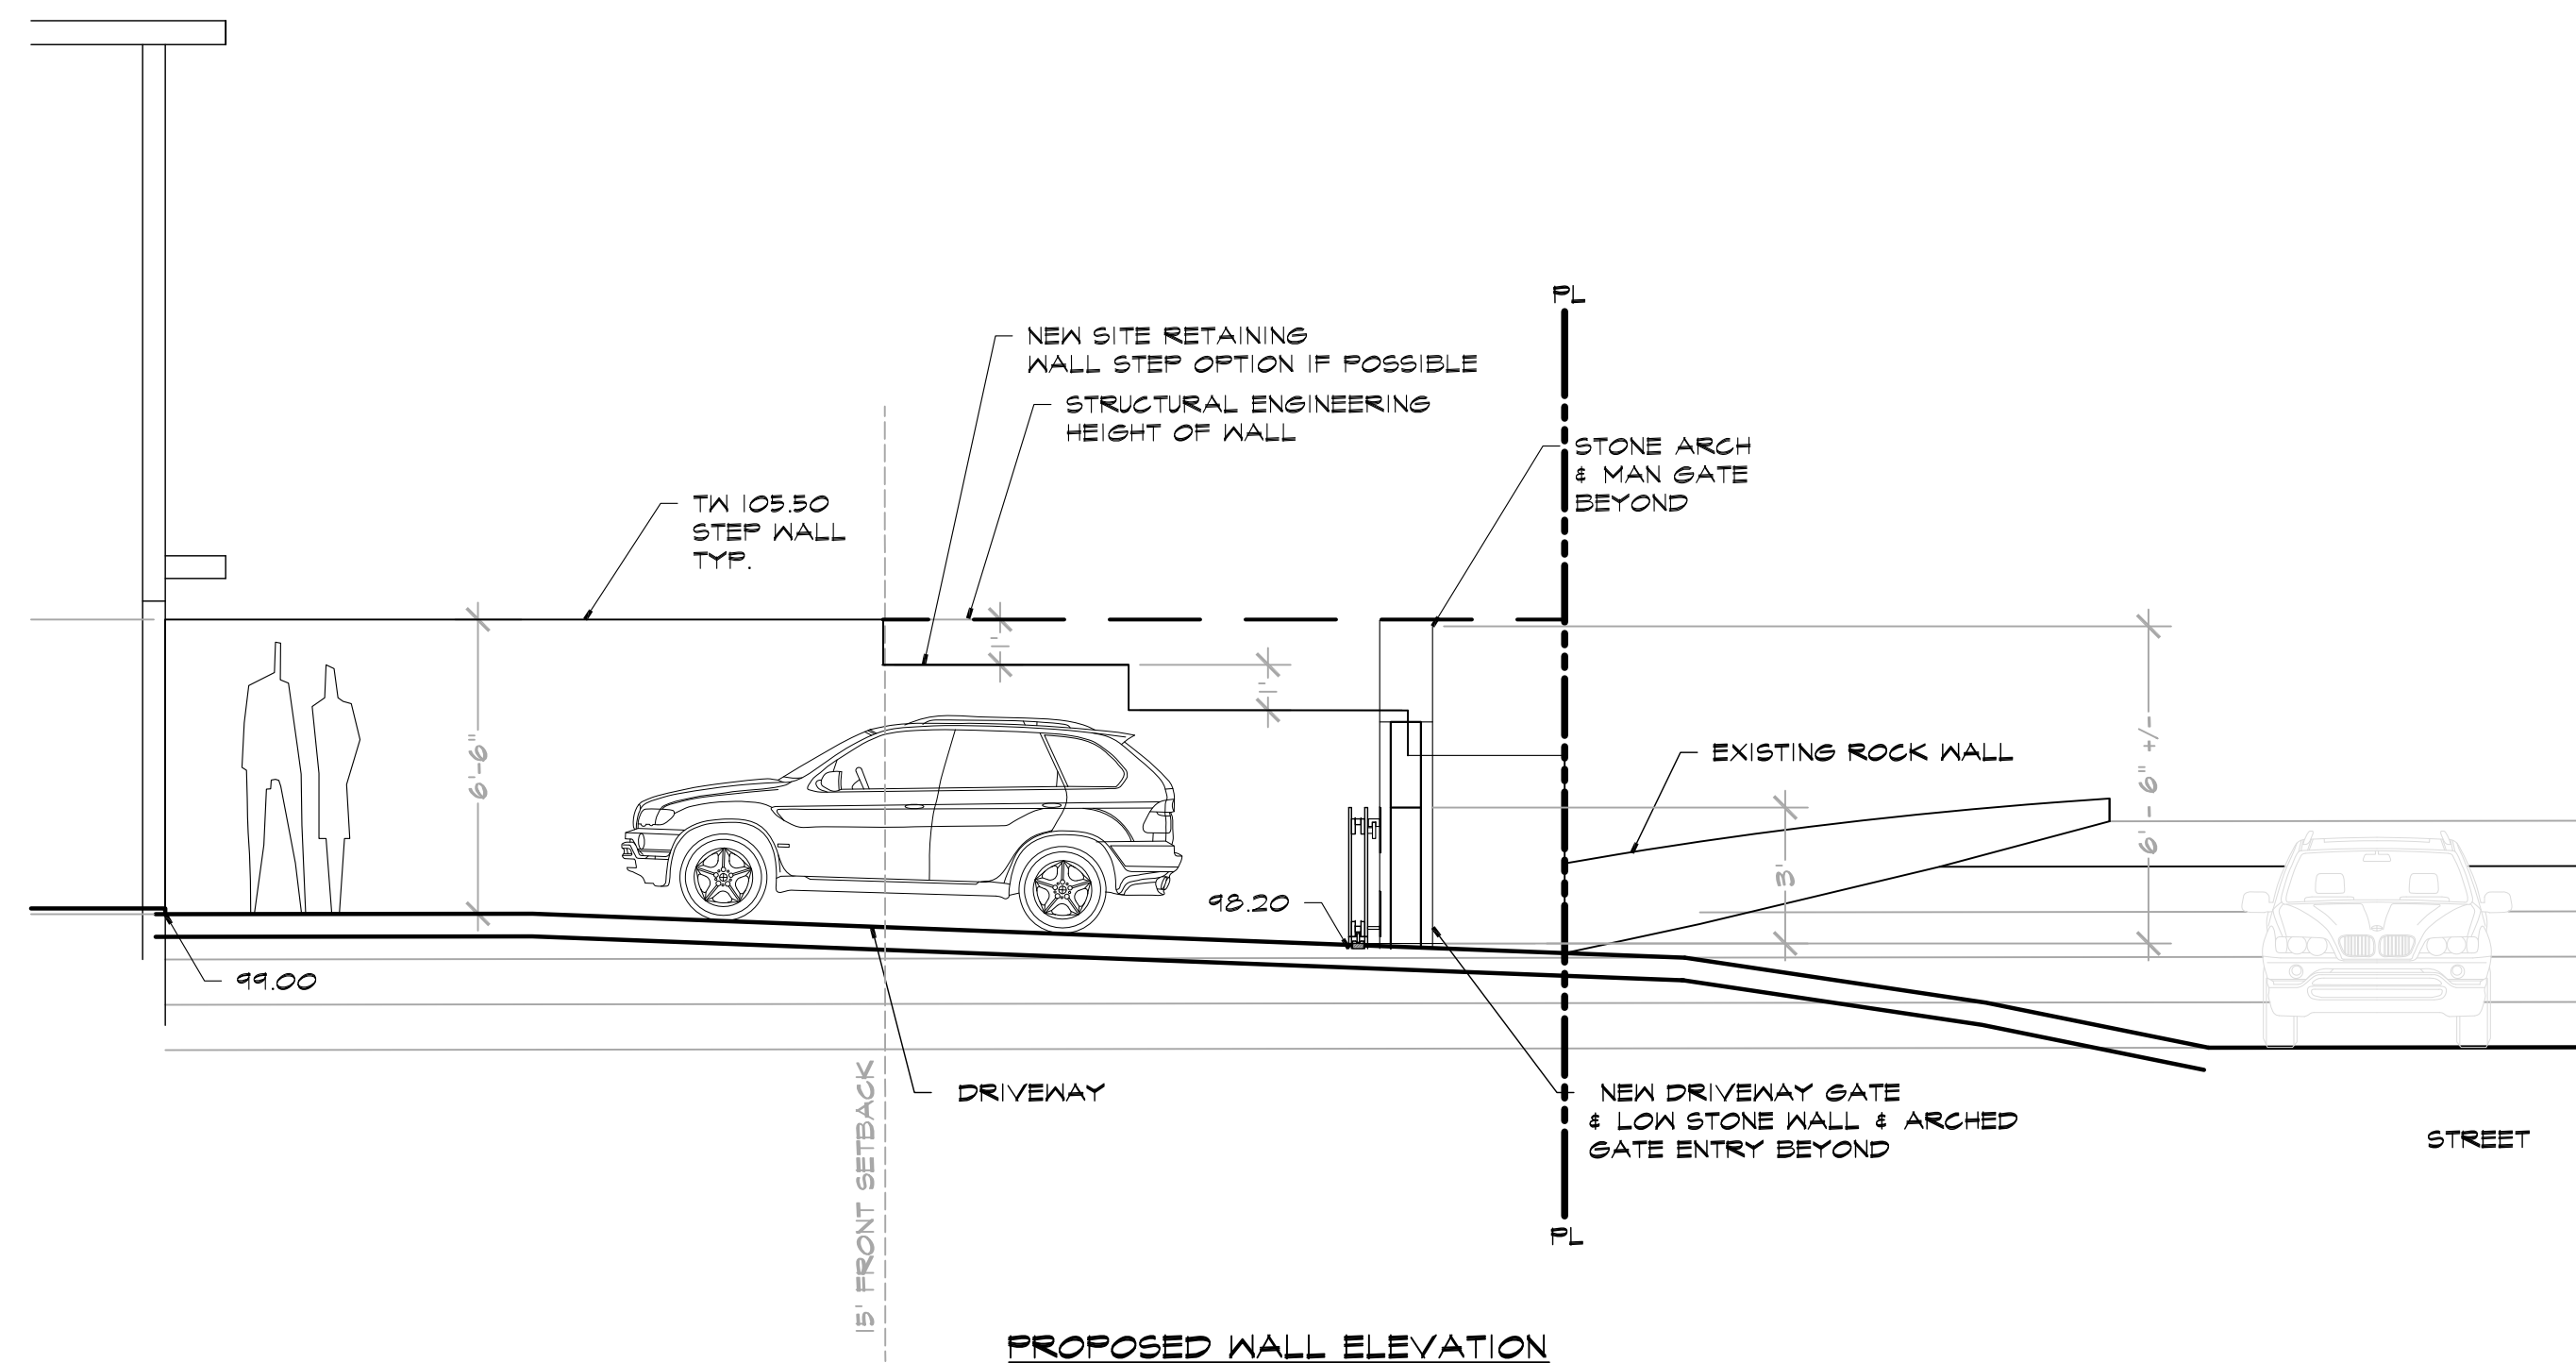 PL
NEW SITE RETAINING
WALL STEP OPTION IF POSSIBLE
STRUCTURAL ENGINEERING
HEIGHT OF WALL
STONE ARCH
& MAN GATE
BEYOND
TW 105.50
STEP WALL
TYP.
1'
1'
6'-6"
EXISTING ROCK WALL
6' - 6" +/-
3'
98.20
99.00
DRIVEWAY
15' FRONT SETBACK
NEW DRIVEWAY GATE
& LOW STONE WALL & ARCHED
GATE ENTRY BEYOND
STREET
PL
PROPOSED WALL ELEVATION